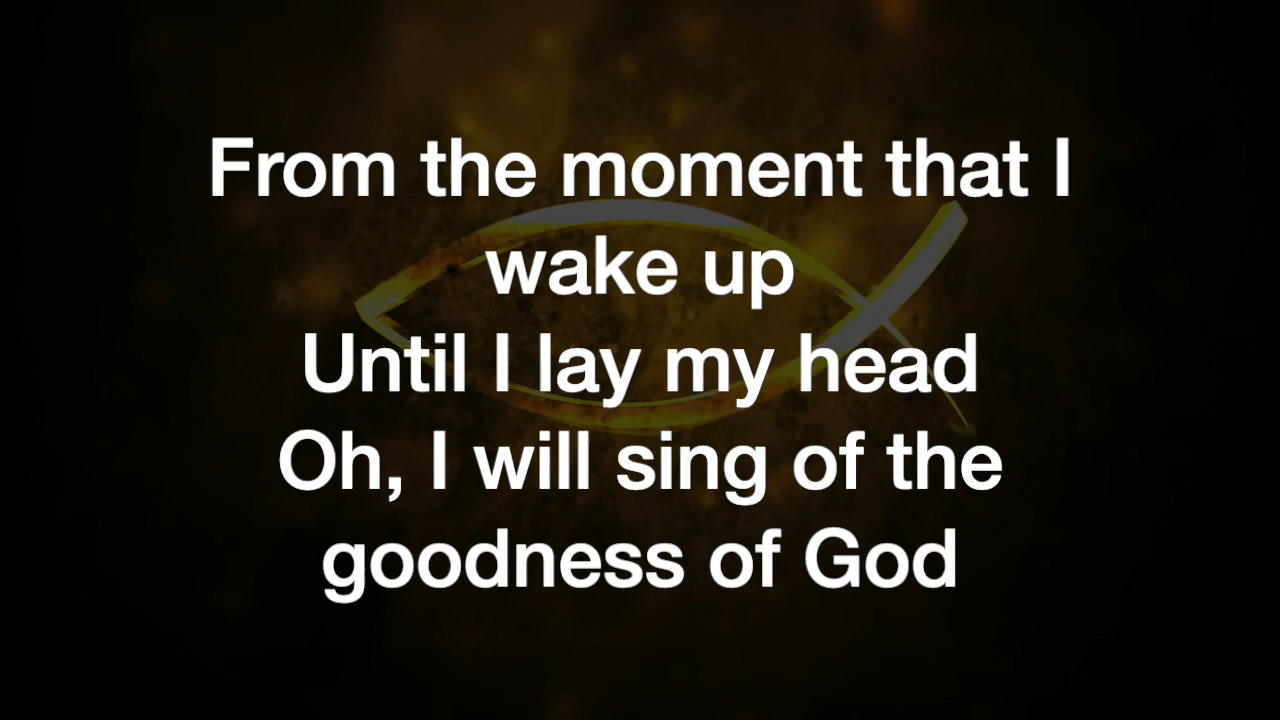 From the moment that I
wake up
Until I lay my head
Oh, I will sing of the
goodness of God